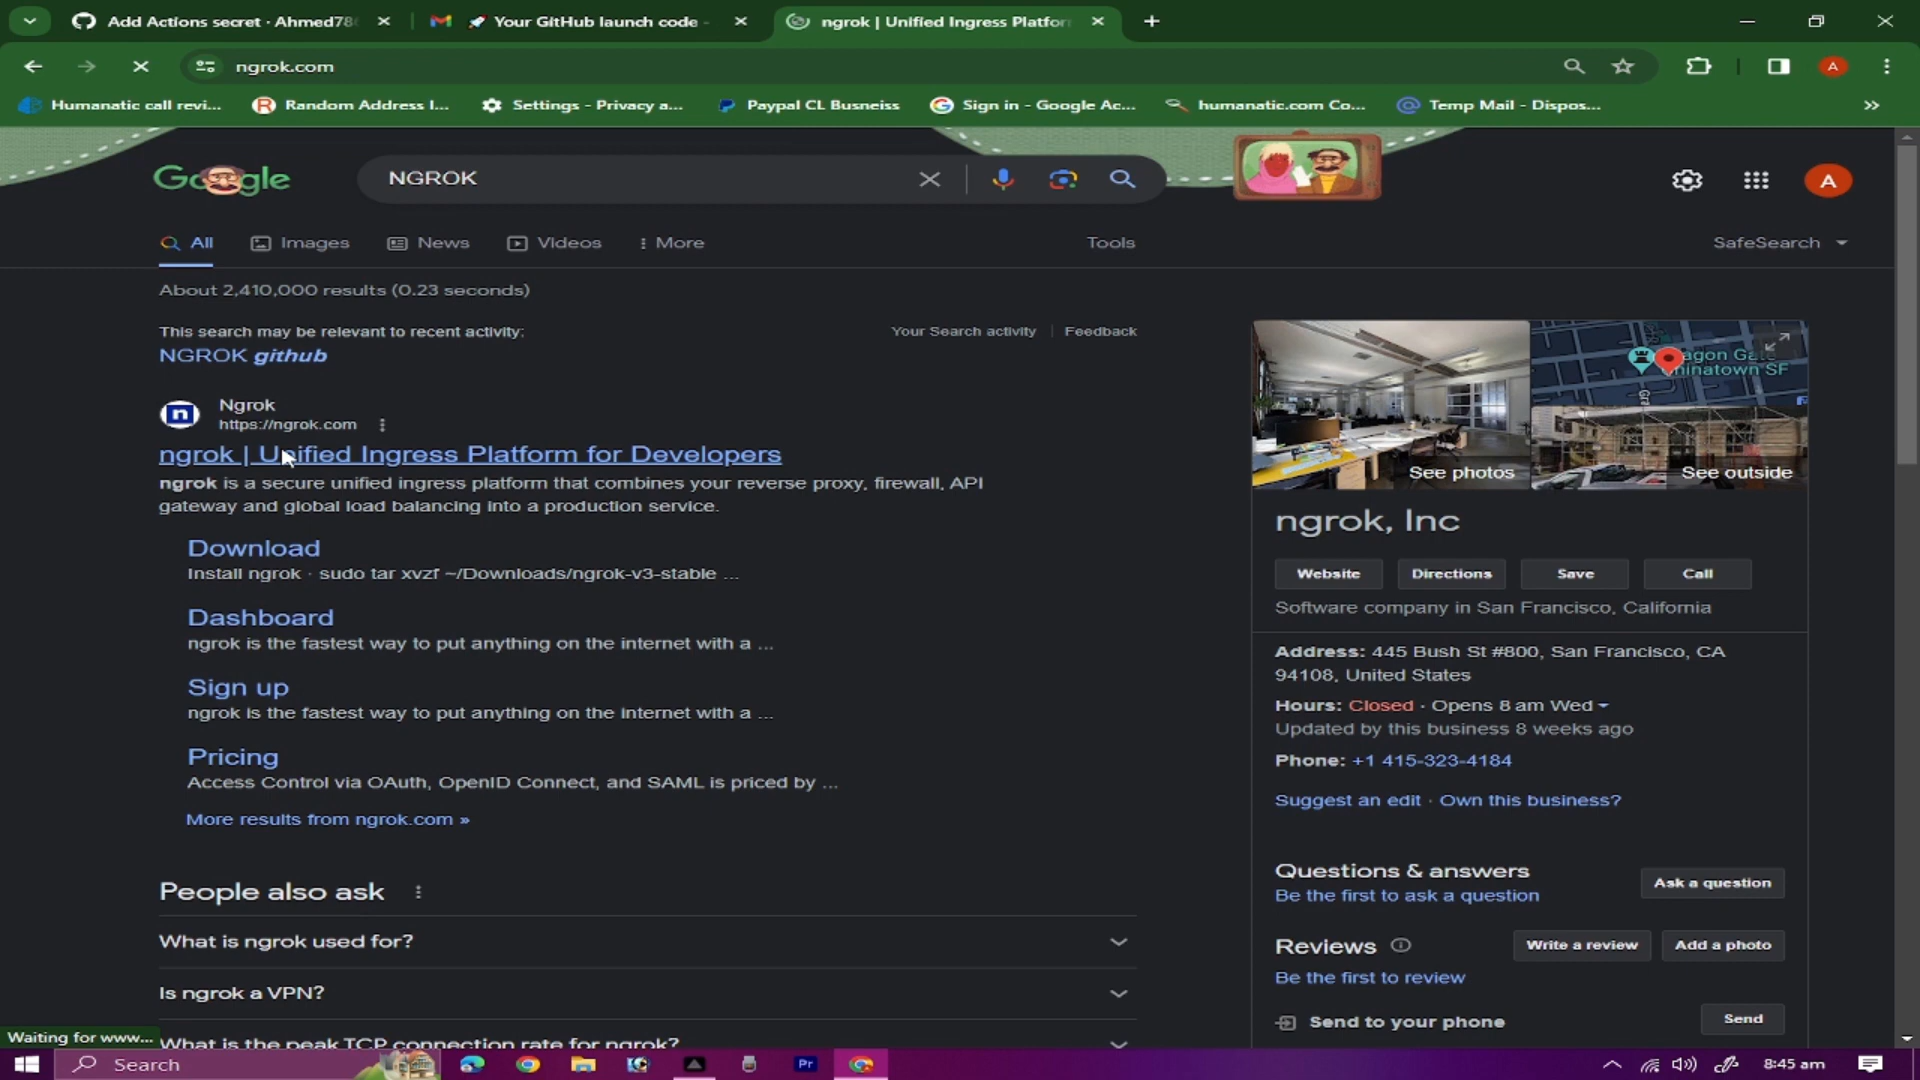 Add Actions secret · Ahmed786
Your GitHub launch code -
ngrok | Unified Ingress Platfor
ngrok.com
A
Humanatic call revi...
Random Address I...
Settings - Privacy a...
Paypal CL Busneiss
Sign in - Google Ac...
humanatic.com Co...
Temp Mail - Dispos...
Google
NGROK
A
All
Images
News
Videos
More
Tools
SafeSearch
About 2,410,000 results (0.23 seconds)
This search may be relevant to recent activity:
Your Search activity
Feedback
NGROK github
n
Ngrok
https://ngrok.com
ngrok | Unified Ingress Platform for Developers
ngrok is a secure unified ingress platform that combines your reverse proxy, firewall, API
gateway and global load balancing into a production service.
Download
Install ngrok · sudo tar xvzf ~/Downloads/ngrok-v3-stable ...
Dashboard
ngrok is the fastest way to put anything on the internet with a ...
Sign up
ngrok is the fastest way to put anything on the internet with a ...
Pricing
Access Control via OAuth, OpenID Connect, and SAML is priced by ...
More results from ngrok.com »
People also ask
What is ngrok used for?
Is ngrok a VPN?
What is the peak TCP connection rate for ngrok?
See photos
See outside
ngrok, Inc
Website
Directions
Save
Call
Software company in San Francisco, California
Address: 445 Bush St #800, San Francisco, CA
94108, United States
Hours: Closed · Opens 8 am Wed
Updated by this business 8 weeks ago
Phone: +1 415-323-4184
Suggest an edit · Own this business?
Questions & answers
Be the first to ask a question
Ask a question
Reviews
Write a review
Add a photo
Be the first to review
Send to your phone
Send
Waiting for www...
Search
Pr
8:45 am